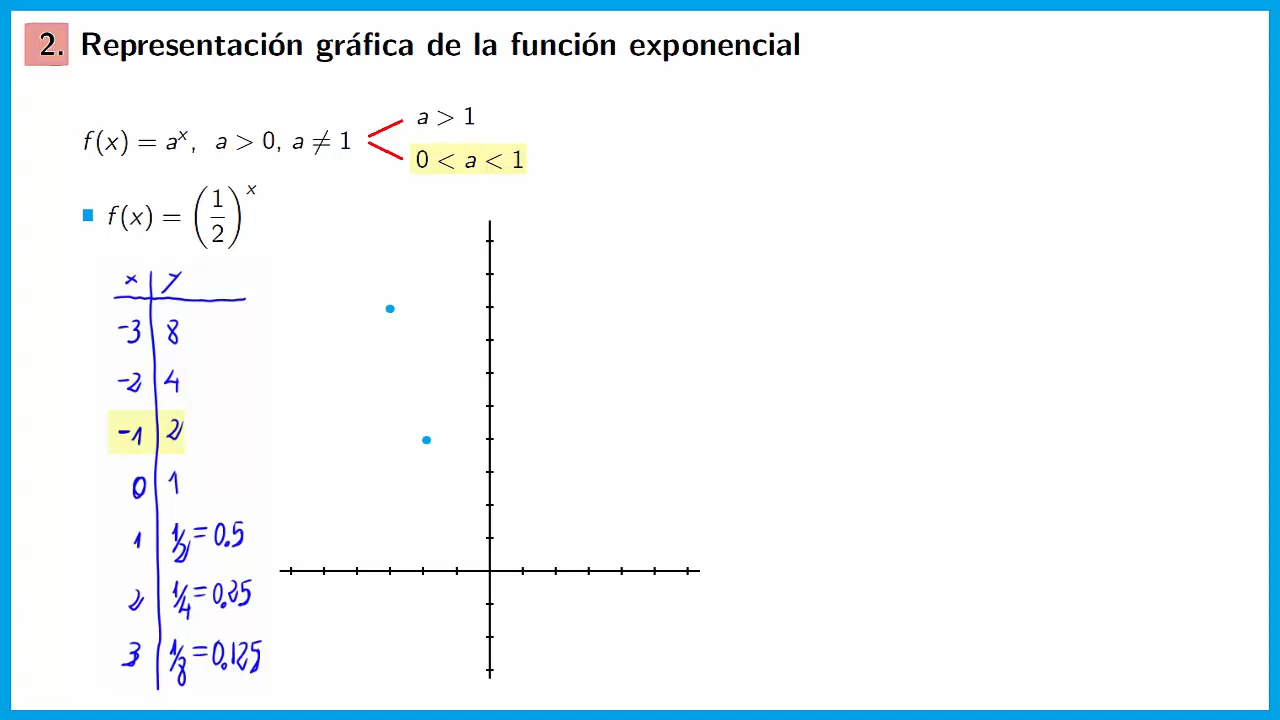 2. Representación gráfica de la función exponencial
f(x) = aˣ, a > 0, a ≠ 1
a > 1
0 < a < 1
f(x) = (1/2)ˣ
x y
-3 8
-2 4
-1 2
0 1
1 1/2 = 0.5
2 1/4 = 0.25
3 1/8 = 0.125